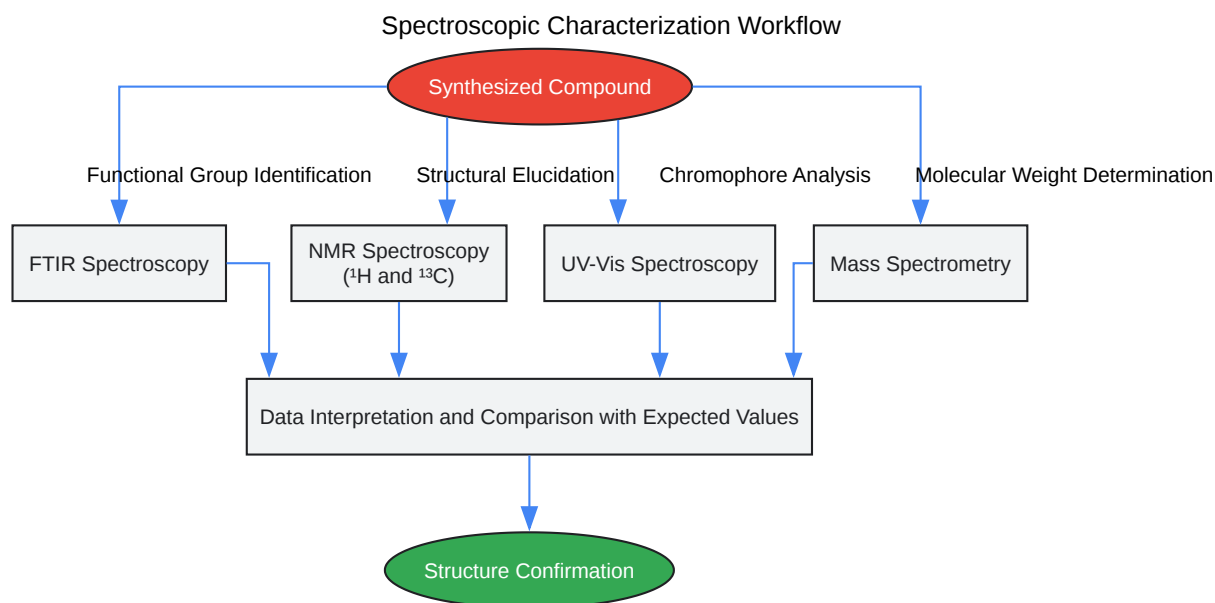 Spectroscopic Characterization Workflow
Synthesized Compound
Functional Group Identification
Structural Elucidation
Chromophore Analysis
Molecular Weight Determination
FTIR Spectroscopy
NMR Spectroscopy
(¹H and ¹³C)
UV-Vis Spectroscopy
Mass Spectrometry
Data Interpretation and Comparison with Expected Values
Structure Confirmation